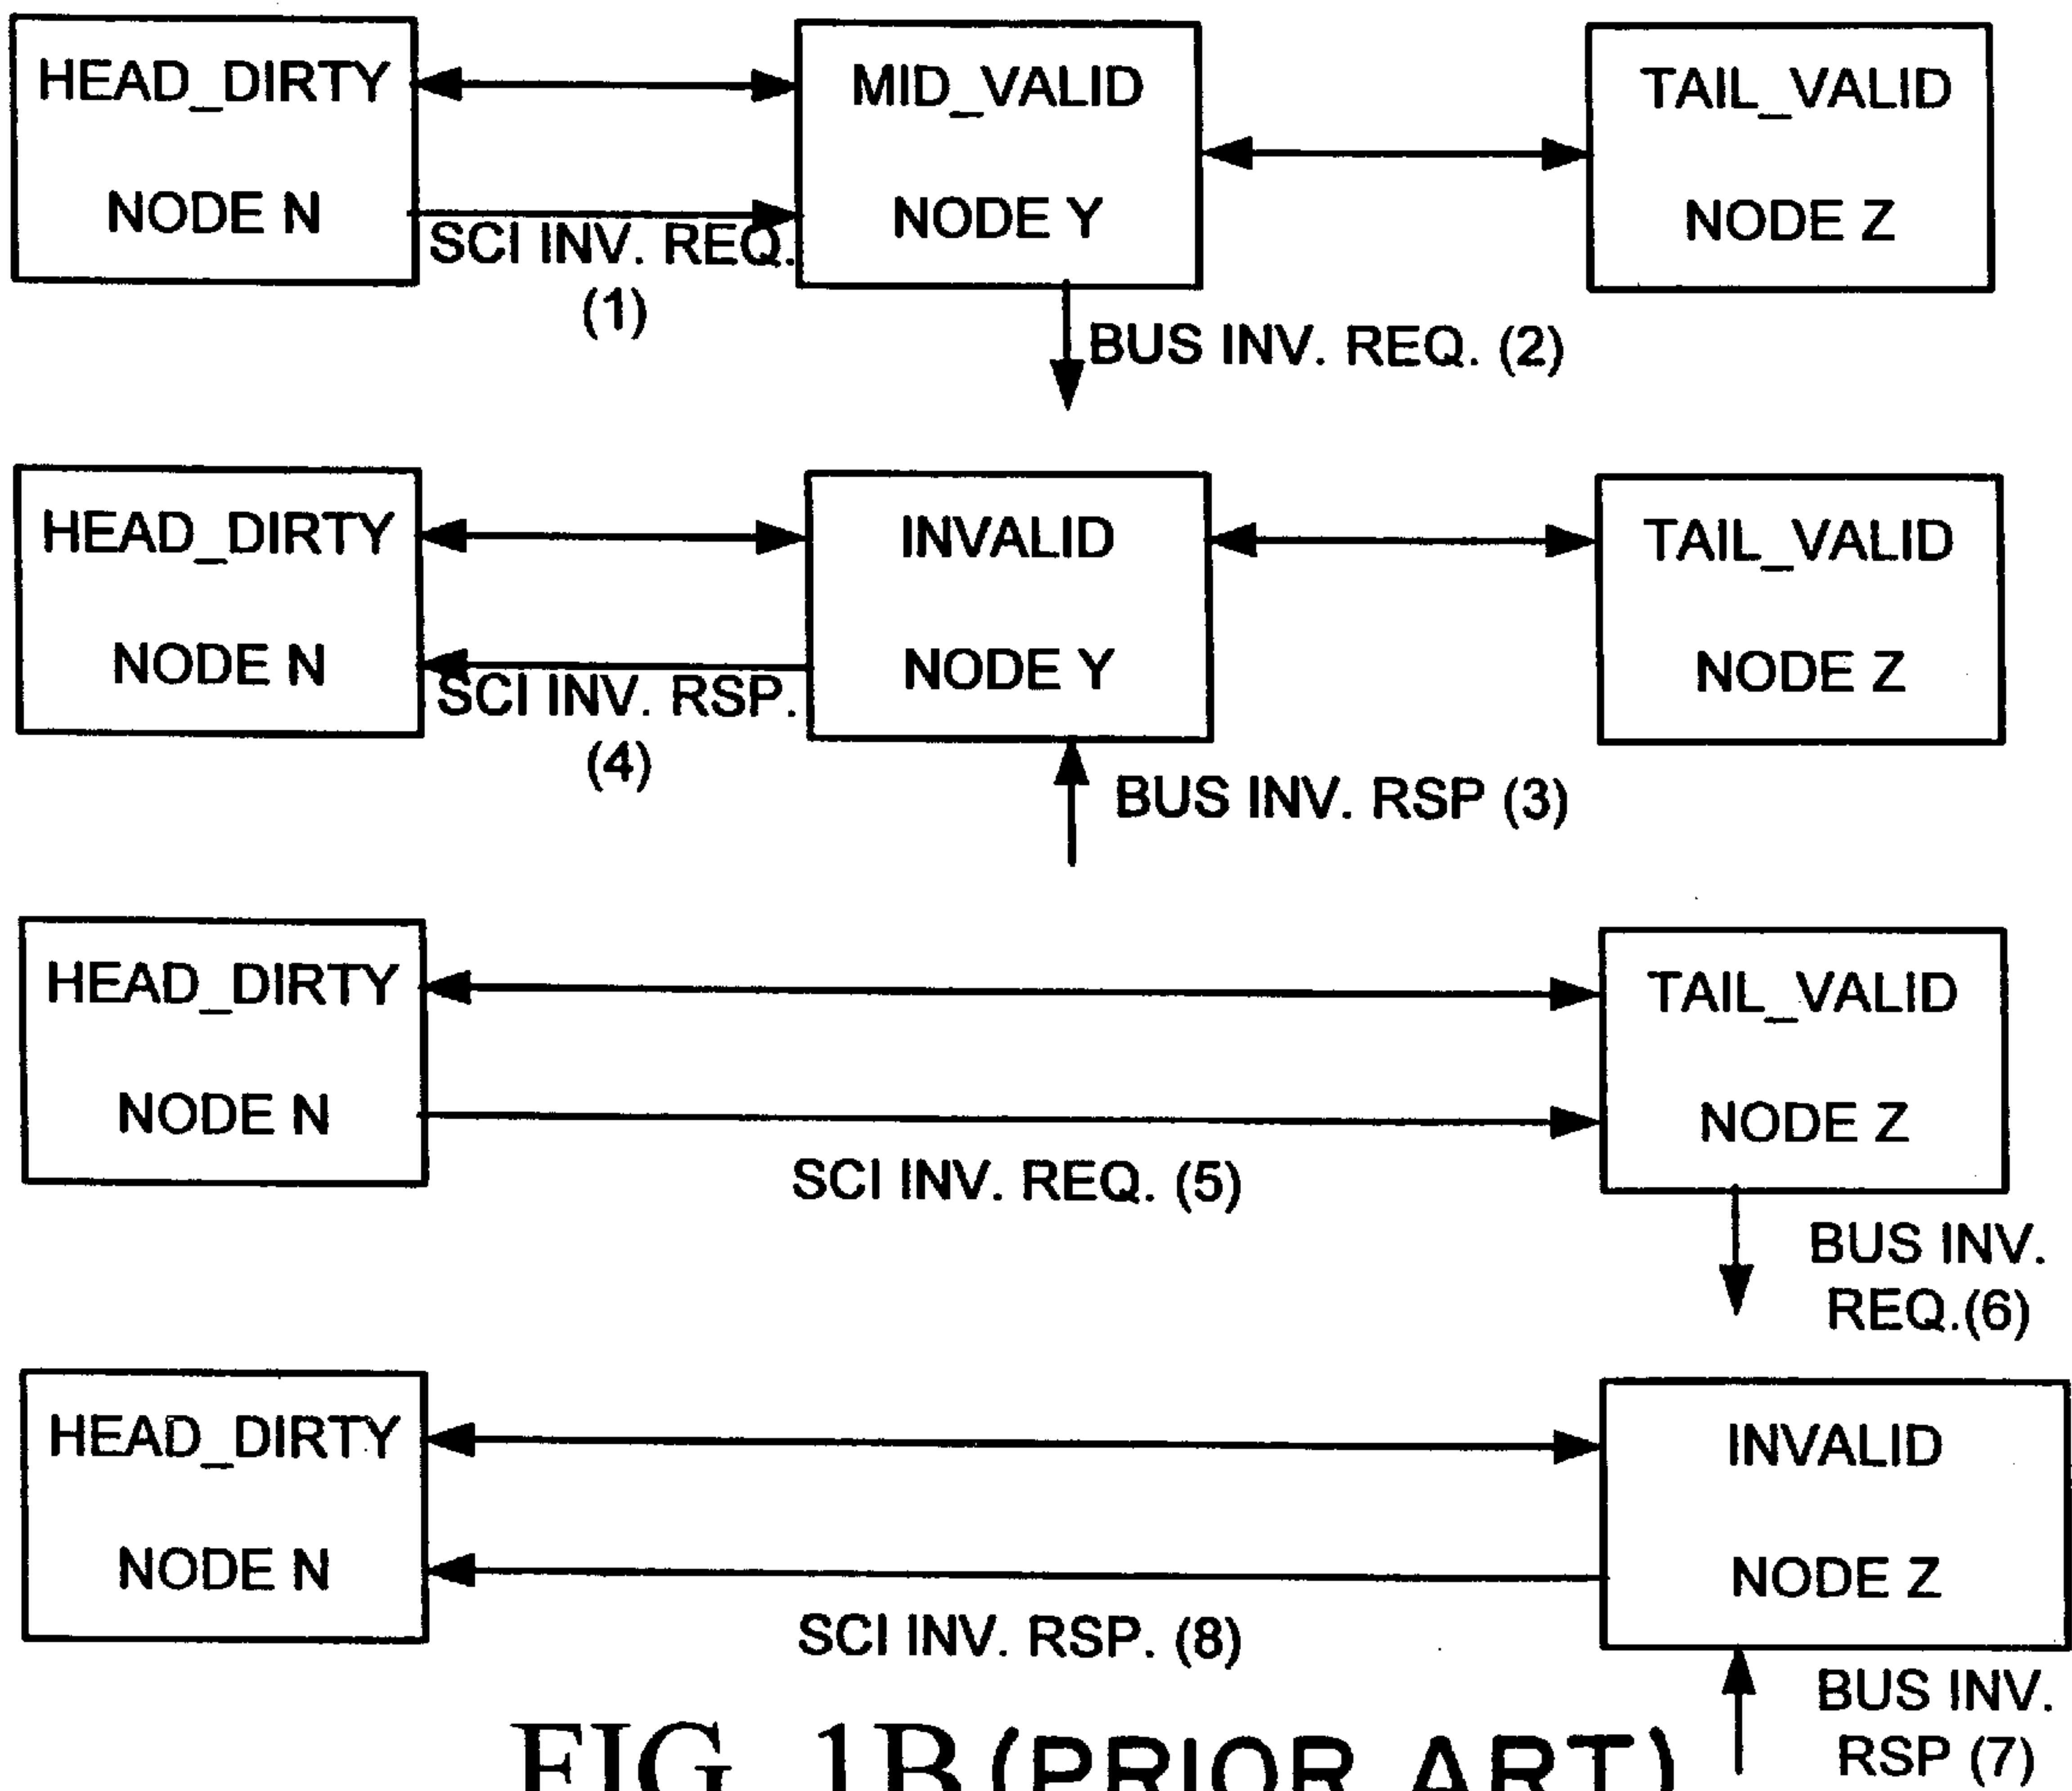 HEAD_DIRTY
NODE N
MID_VALID
NODE Y
TAIL_VALID
NODE Z
SCI INV. REQ.
(1)
BUS INV. REQ. (2)
HEAD_DIRTY
NODE N
INVALID
NODE Y
TAIL_VALID
NODE Z
SCI INV. RSP.
(4)
BUS INV. RSP (3)
HEAD_DIRTY
NODE N
TAIL_VALID
NODE Z
SCI INV. REQ. (5)
BUS INV.
REQ.(6)
HEAD_DIRTY
NODE N
INVALID
NODE Z
SCI INV. RSP. (8)
BUS INV.
RSP (7)
FIG. 1B (PRIOR ART)